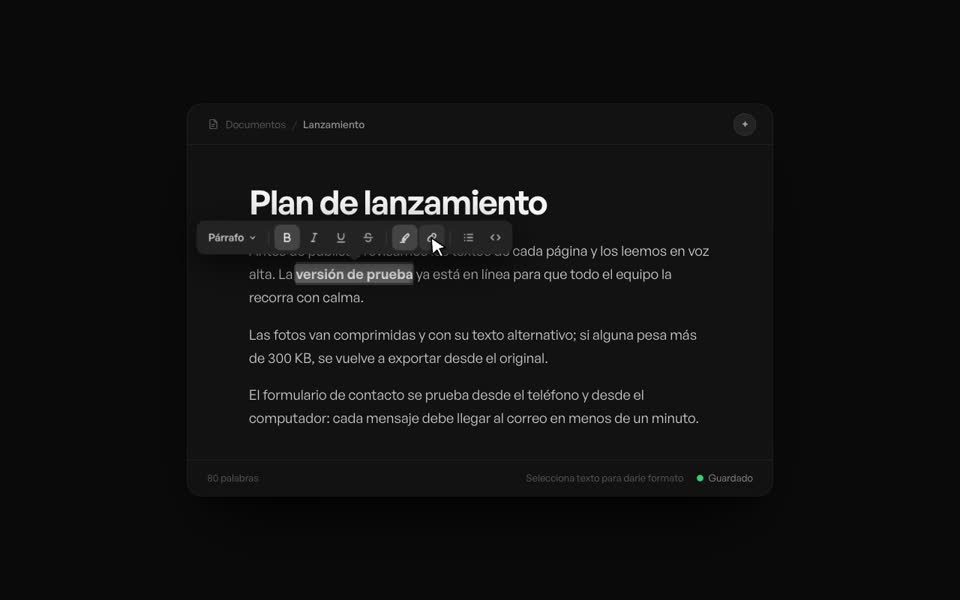 Documentos / Lanzamiento
Plan de lanzamiento
Párrafo B I U S
cada página y los leemos en voz
alta. La versión de prueba ya está en línea para que todo el equipo la
recorra con calma.
Las fotos van comprimidas y con su texto alternativo; si alguna pesa más
de 300 KB, se vuelve a exportar desde el original.
El formulario de contacto se prueba desde el teléfono y desde el
computador: cada mensaje debe llegar al correo en menos de un minuto.
80 palabras
Selecciona texto para darle formato
Guardado